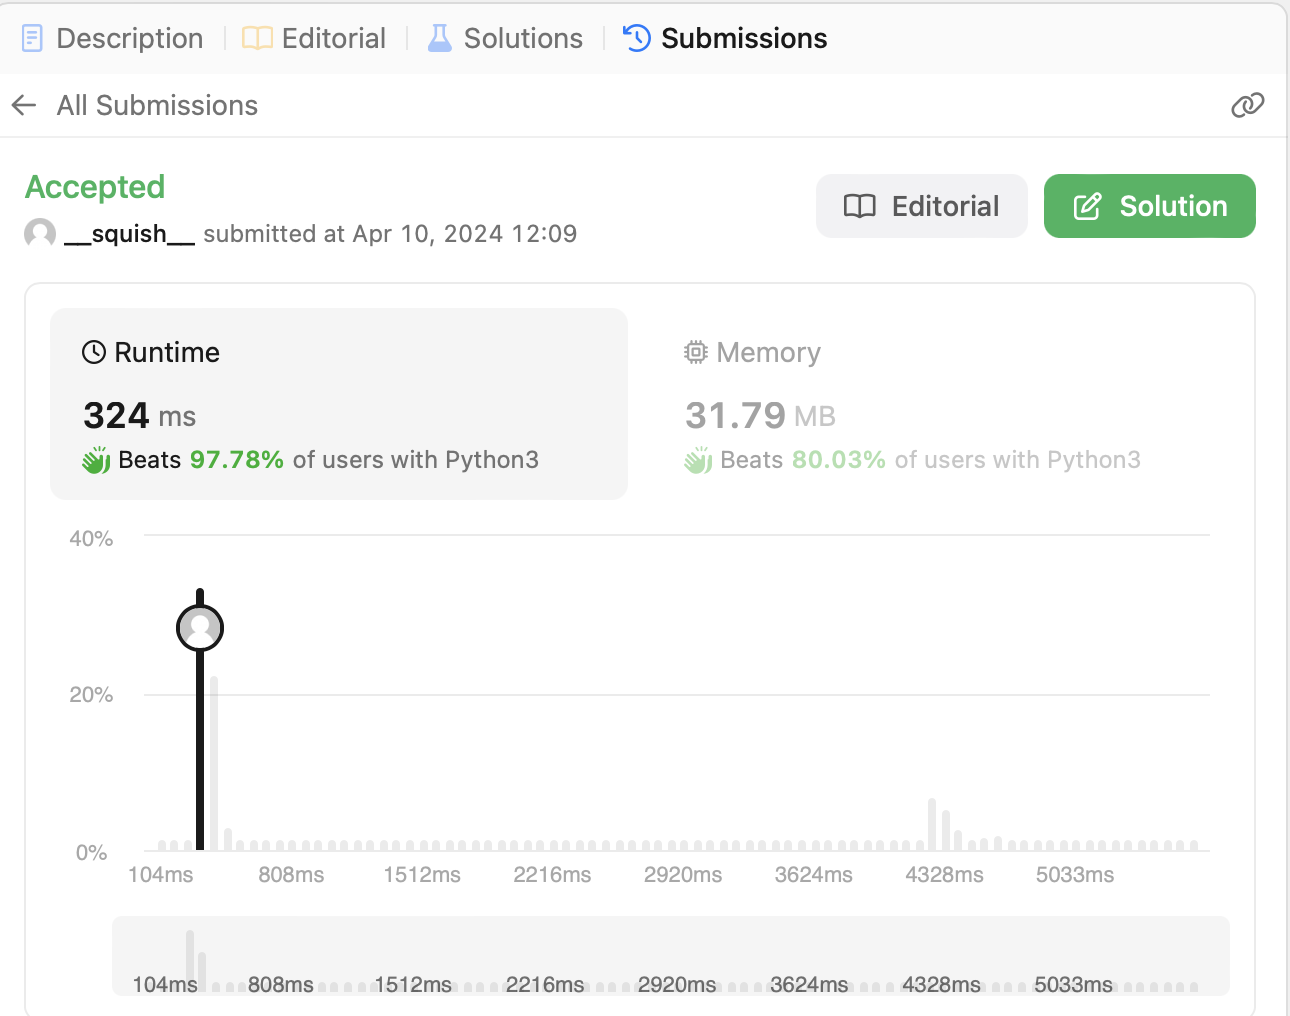 Description | Editorial | Solutions | Submissions
All Submissions
Accepted
__squish__ submitted at Apr 10, 2024 12:09
Editorial
Solution
Runtime
324 ms
Beats 97.78% of users with Python3
Memory
31.79 MB
Beats 80.03% of users with Python3
40%
20%
0%
104ms 808ms 1512ms 2216ms 2920ms 3624ms 4328ms 5033ms
104ms 808ms 1512ms 2216ms 2920ms 3624ms 4328ms 5033ms